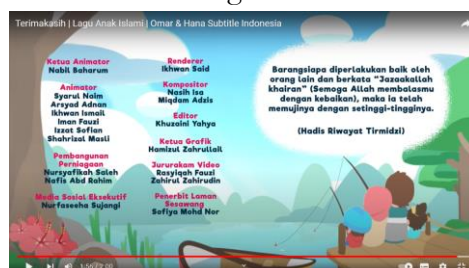 Terimakasih | Lagu Anak Islami | Omar & Hana Subtitle Indonesia
Ketua Animator
Nabil Baharum
Animator
Syarul Naim
Arsyad Adnan
Ikhwan Ismail
Iman Fauzi
Izzat Sofian
Shahrizal Masli
Pembangunan
Perniagaan
Nursyafikah Saleh
Nafis Abd Rahim
Media Sosial Eksekutif
Nurfaseeha Sujangi
Renderer
Ikhwan Said
Kompositor
Nasih Isa
Miqdam Adzis
Editor
Khuzaini Yahya
Ketua Grafik
Hamizul Zahrullail
Jururakam Video
Rasyiqah Fauzi
Zahirul Zahirudin
Penerbit Laman
Sesawang
Sofiya Mohd Nor
Barangsiapa diperlakukan baik oleh
orang lain dan berkata "Jazaakallah
khairan" (Semoga Allah membalasmu
dengan kebaikan), maka ia telah
memujinya dengan setinggi-tingginya.
(Hadis Riwayat Tirmidzi)